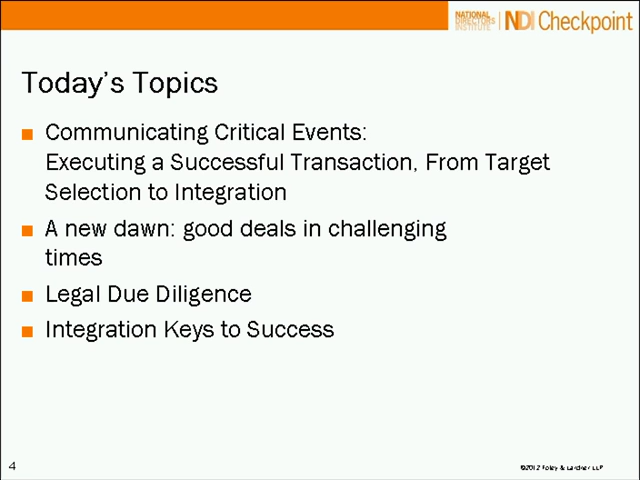 NATIONAL
DIRECTORS
INSTITUTE
NDI Checkpoint
Today's Topics
Communicating Critical Events:
Executing a Successful Transaction, From Target
Selection to Integration
A new dawn: good deals in challenging
times
Legal Due Diligence
Integration Keys to Success
4
©2012 Foley & Lardner LLP